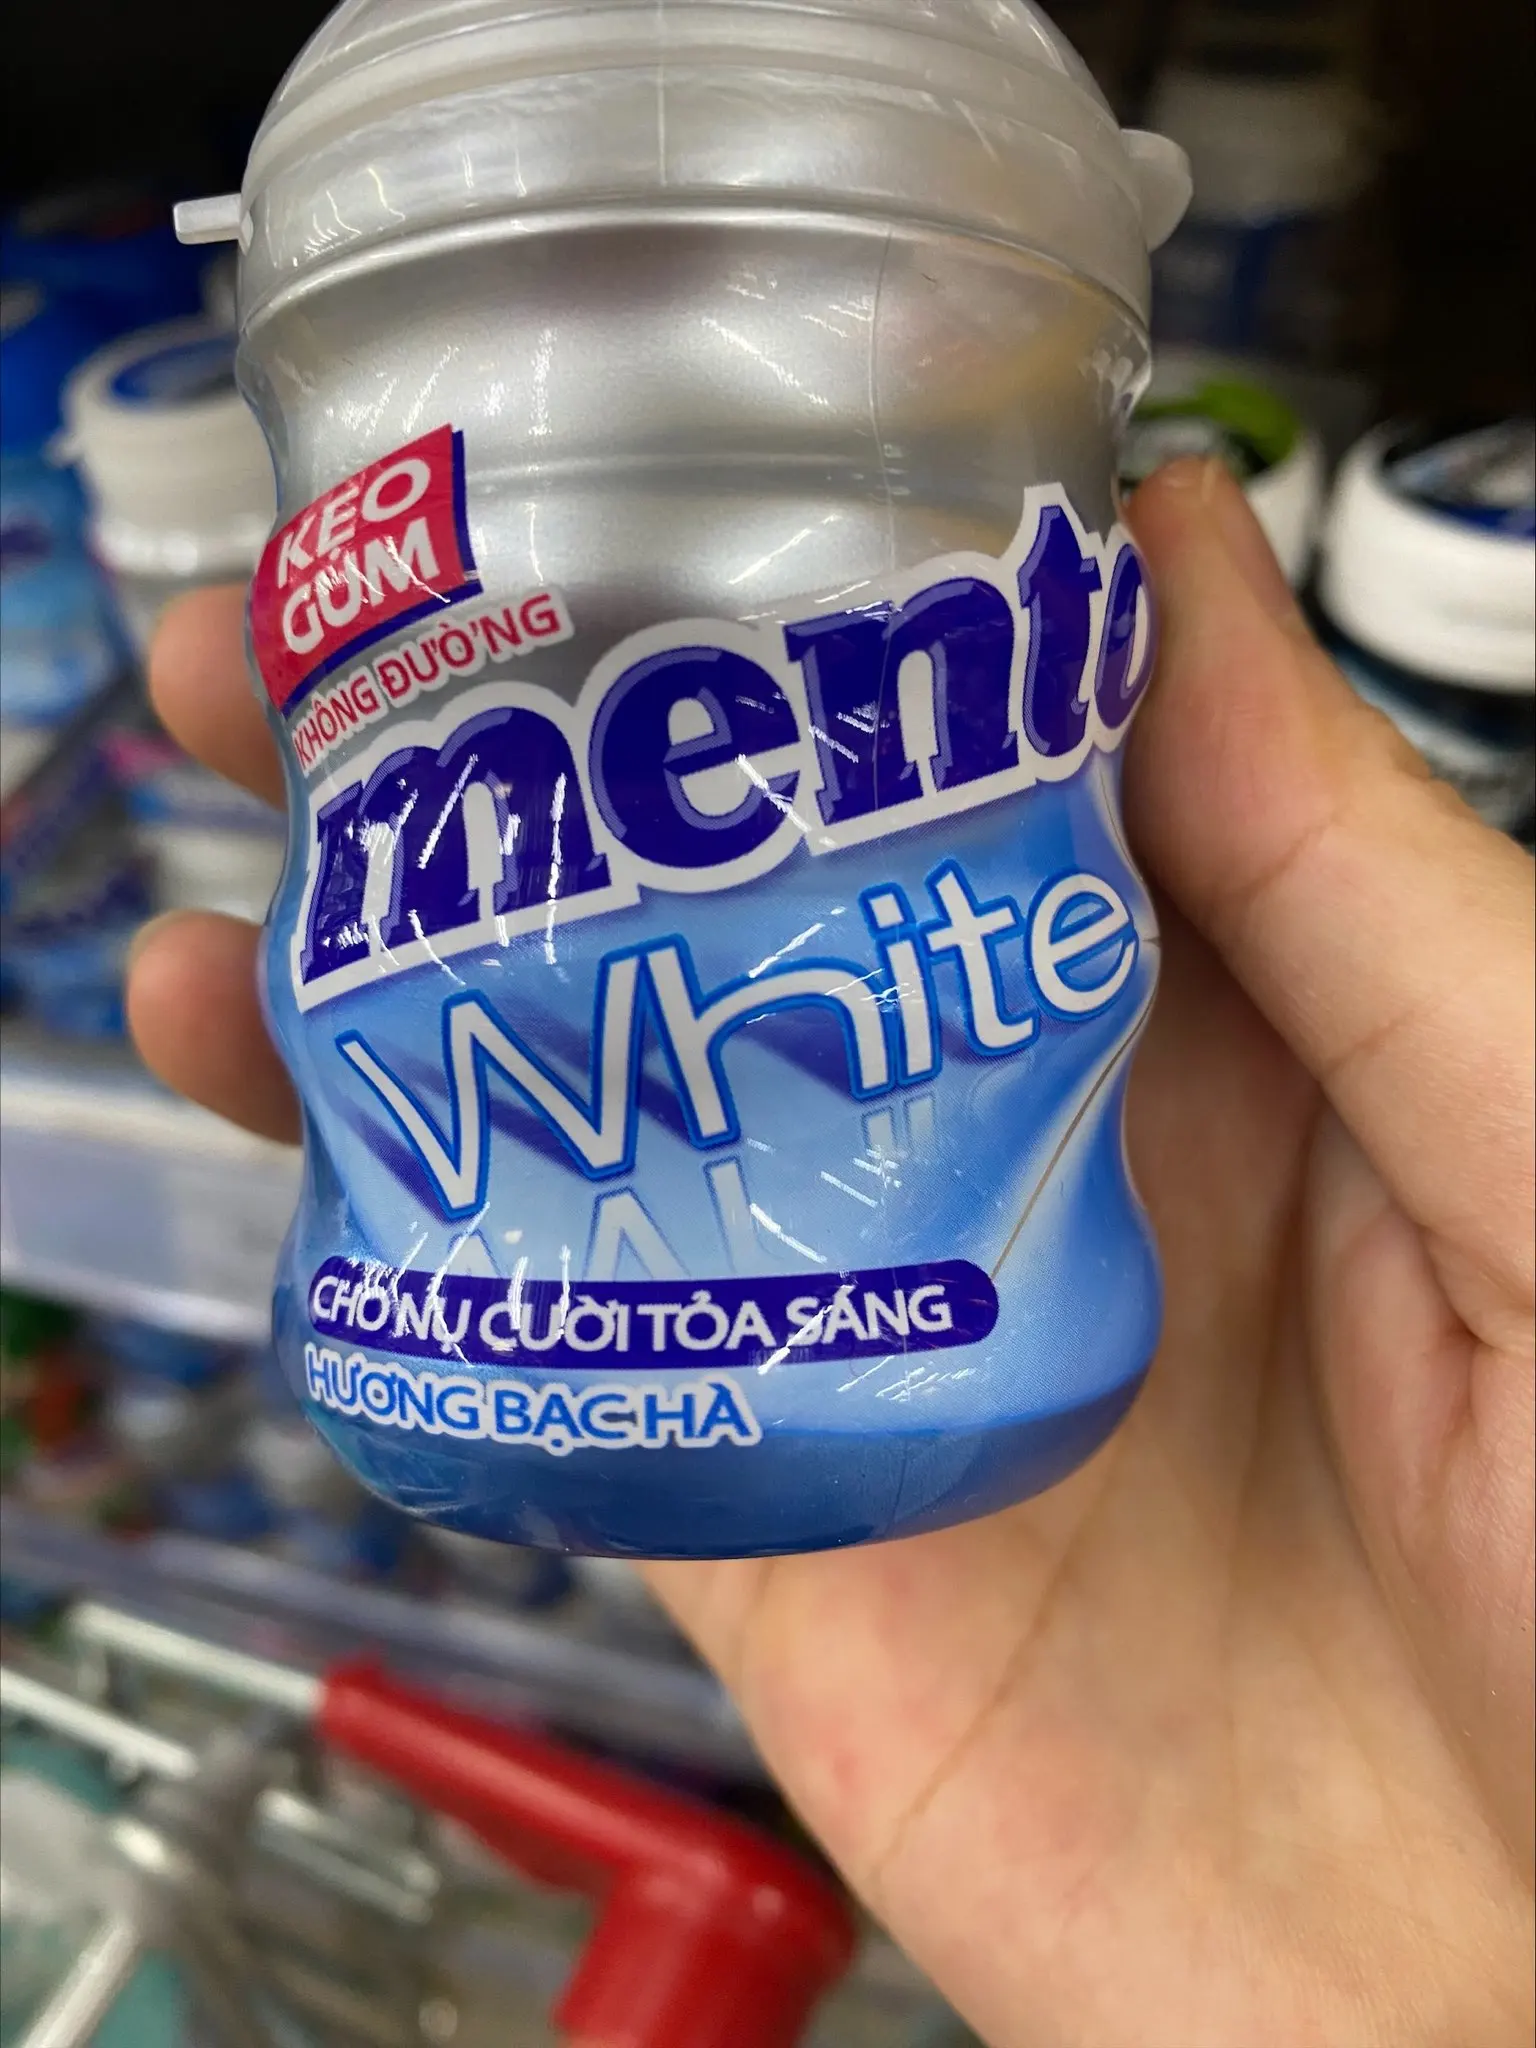 KẸO
GUM
KHÔNG ĐƯỜNG
mento
White
CHO NỤ CƯỜI TỎA SÁNG
HƯƠNG BẠC HÀ